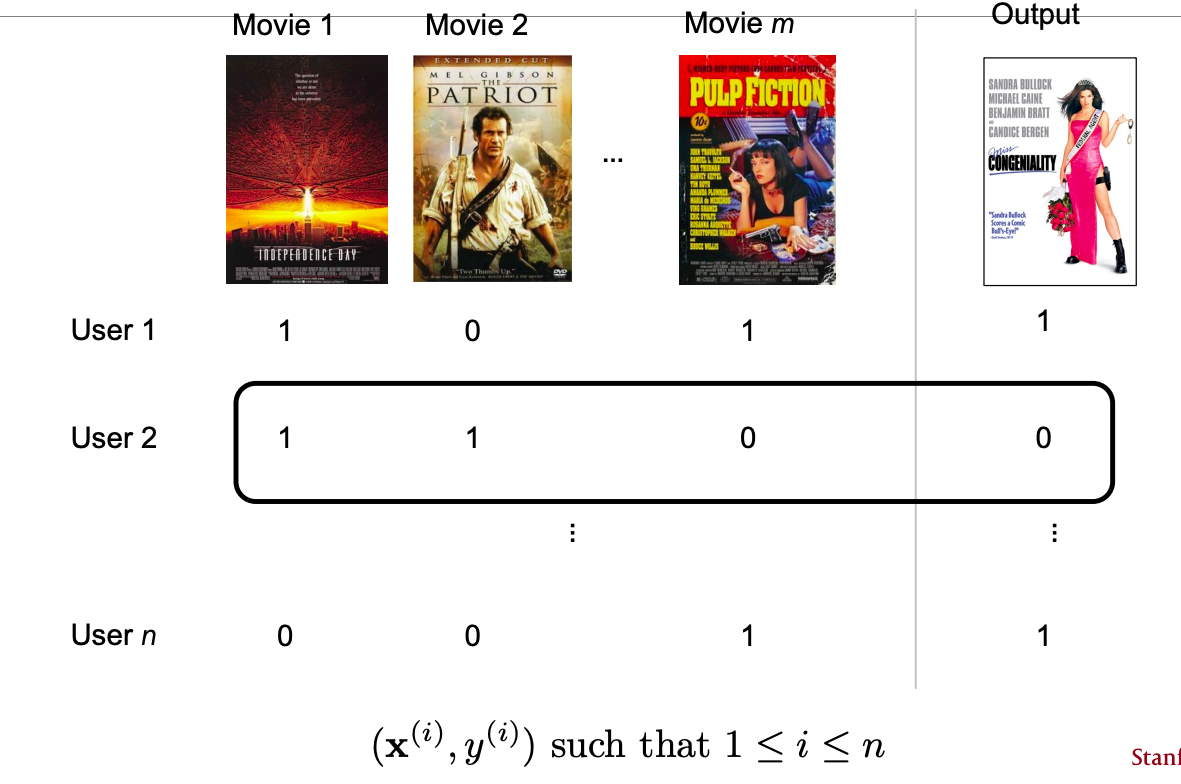 Movie 1
Movie 2
Movie m
Output
The question of
whether or not
we are alone
in the universe
has been answered.
INDEPENDENCE DAY
EXTENDED CUT
MEL GIBSON
THE
PATRIOT
"Two Thumbs Up."
DVD
...
PULP FICTION
10¢
JOHN TRAVOLTA
SAMUEL L. JACKSON
UMA THURMAN
HARVEY KEITEL
TIM ROTH
AMANDA PLUMMER
MARIA de MEDEIROS
VING RHAMES
ERIC STOLTZ
ROSANNA ARQUETTE
CHRISTOPHER WALKEN
and
BRUCE WILLIS
SANDRA BULLOCK
MICHAEL CAINE
BENJAMIN BRATT
CANDICE BERGEN
Miss
CONGENIALITY
"Sandra Bullock
Scores a Comic
Bull's-Eye!"
User 1 1 0 1 1
User 2 1 1 0 0
⋮ ⋮
User n 0 0 1 1
(x⁽ⁱ⁾, y⁽ⁱ⁾) such that 1 ≤ i ≤ n
Stanf